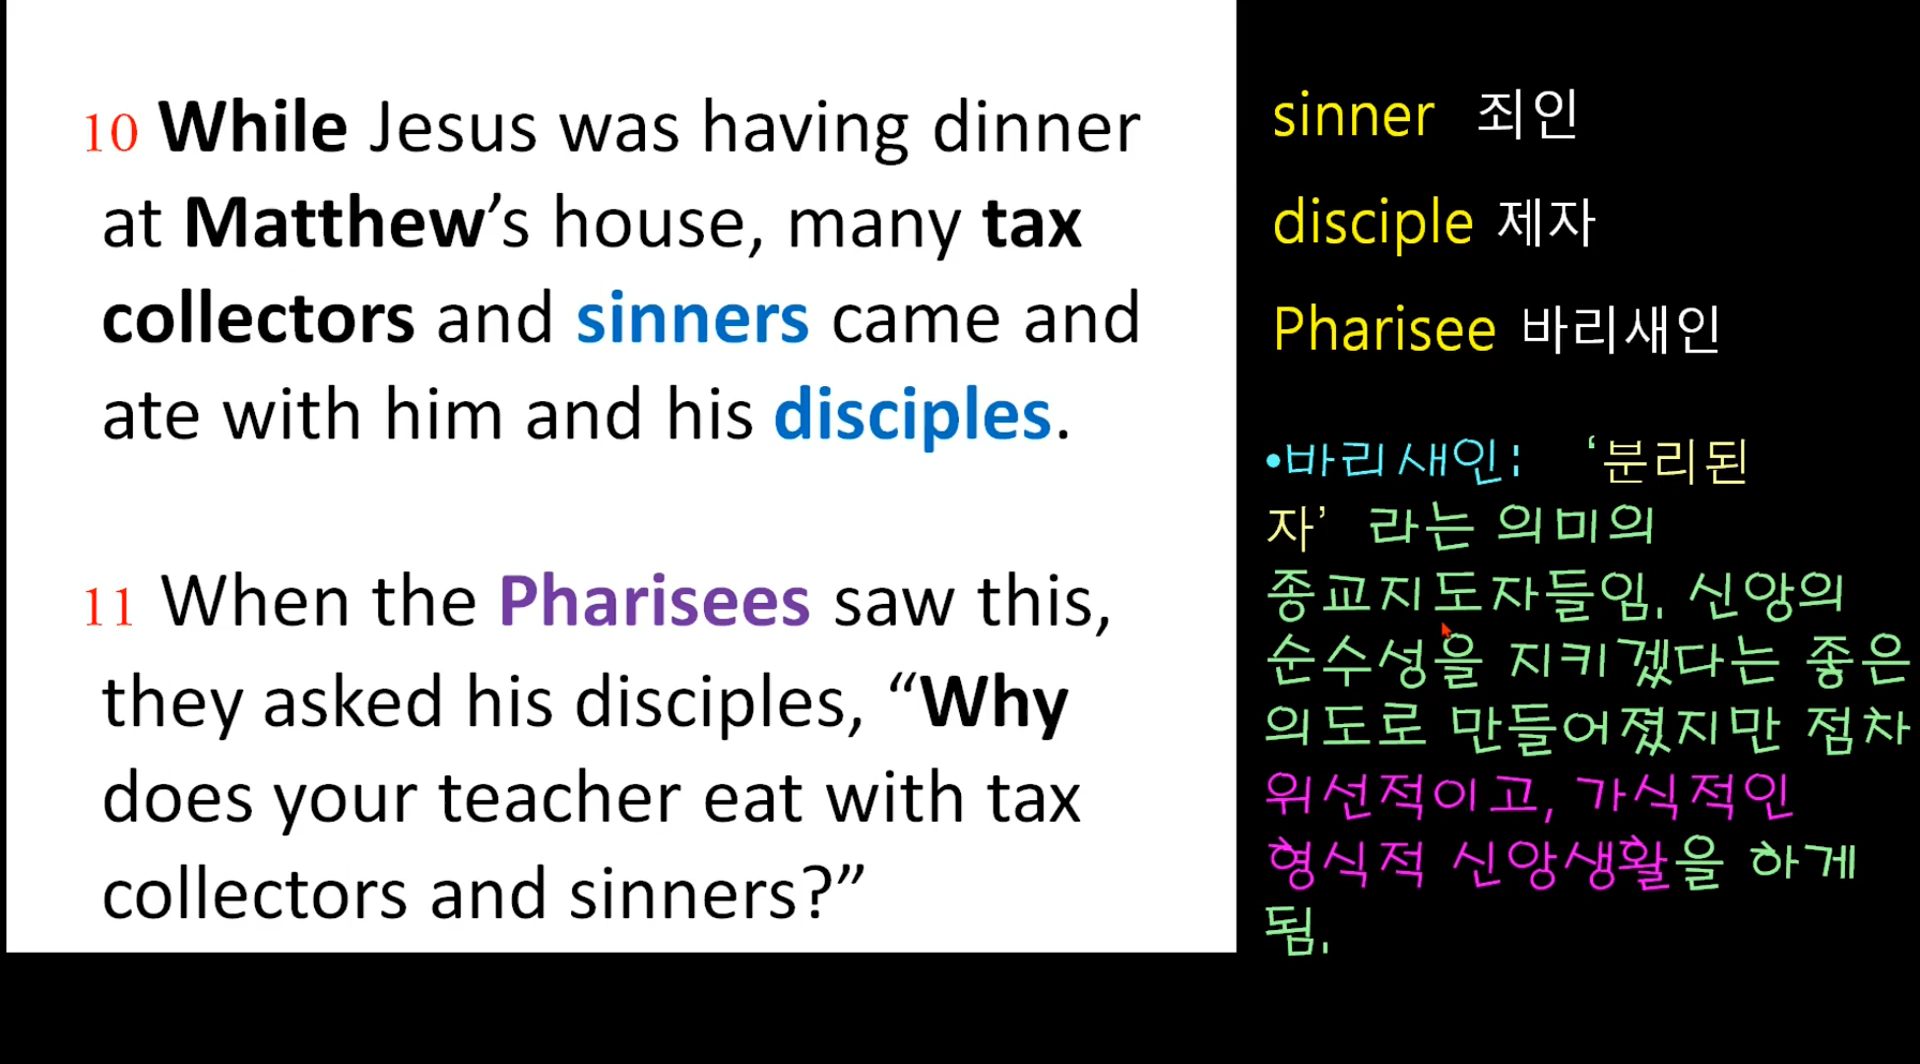 10 While Jesus was having dinner
at Matthew’s house, many tax
collectors and sinners came and
ate with him and his disciples.
11 When the Pharisees saw this,
they asked his disciples, “Why
does your teacher eat with tax
collectors and sinners?”
sinner 죄인
disciple 제자
Pharisee 바리새인
•바리새인: ‘분리된
자’ 라는 의미의
종교지도자들임. 신앙의
순수성을 지키겠다는 좋은
의도로 만들어졌지만 점차
위선적이고, 가식적인
형식적 신앙생활을 하게
됨.